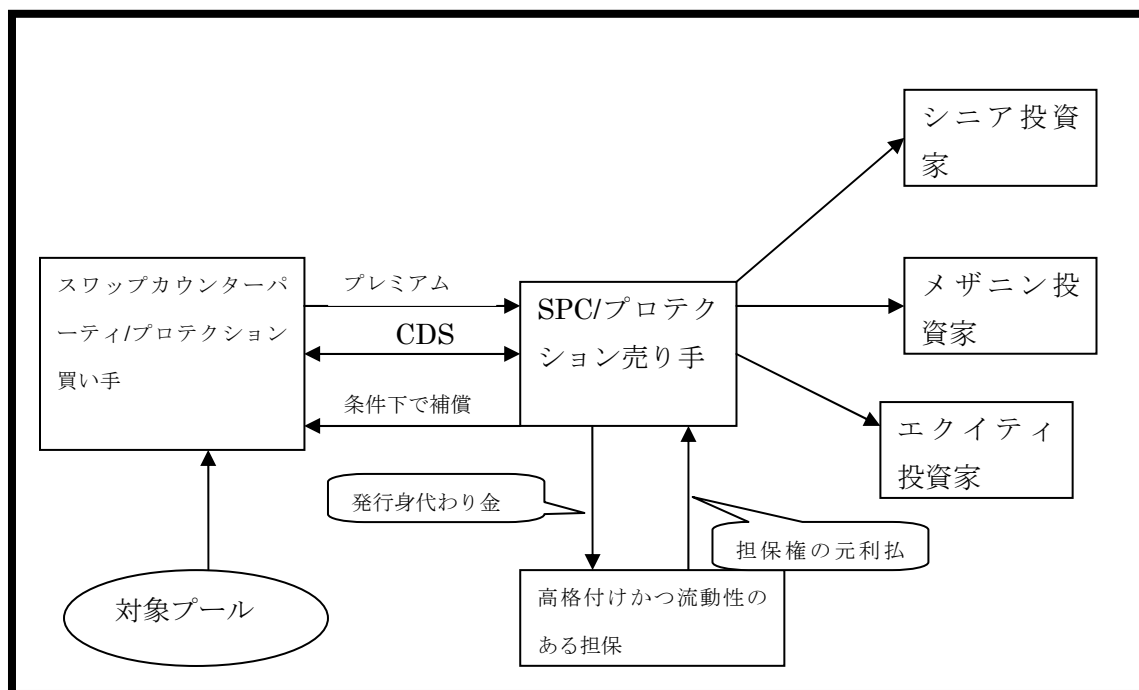 シニア投資
家
スワップカウンターパ
ーティ/プロテクション
買い手
プレミアム
CDS
条件下で補償
SPC/プロテク
ション売り手
メザニン投
資家
エクイティ
投資家
発行身代わり金
担保権の元利払
対象プール
高格付けかつ流動性の
ある担保